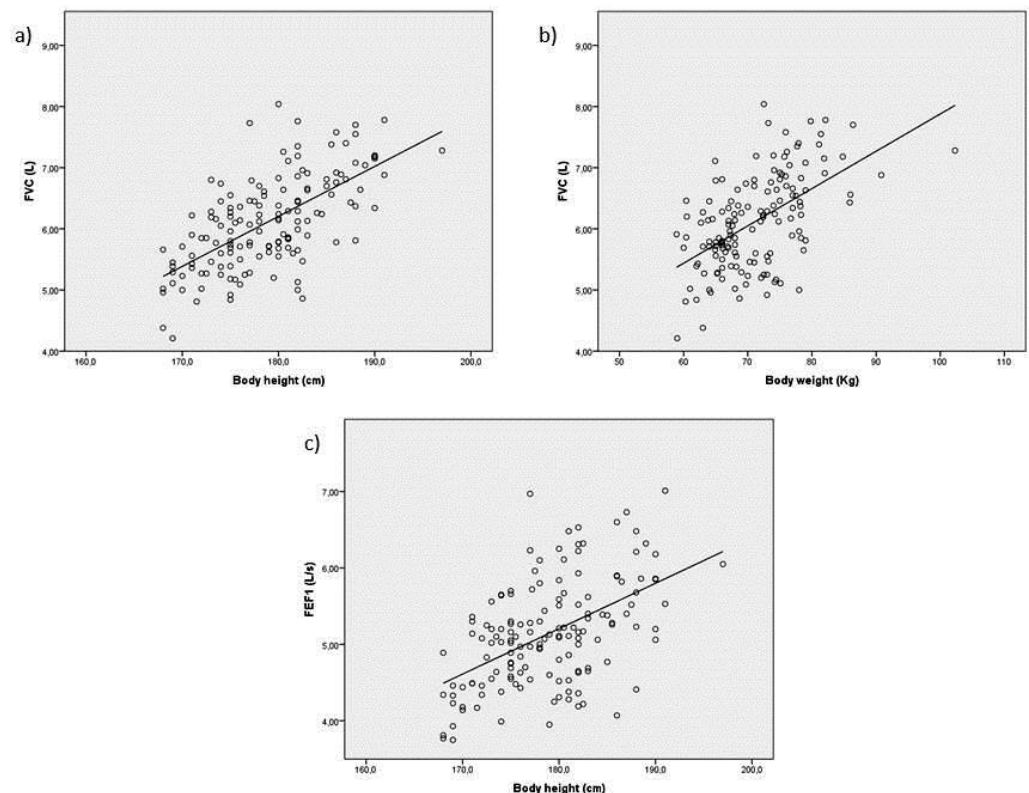 a)
9,00
8,00
7,00
6,00
5,00
4,00
FVC (L)
160,0 170,0 180,0 190,0 200,0
Body height (cm)
b)
9,00
8,00
7,00
6,00
5,00
4,00
FVC (L)
50 60 70 80 90 100 110
Body weight (Kg)
c)
7,00
6,00
5,00
4,00
FEF1 (L/s)
160,0 170,0 180,0 190,0 200,0
Body height (cm)